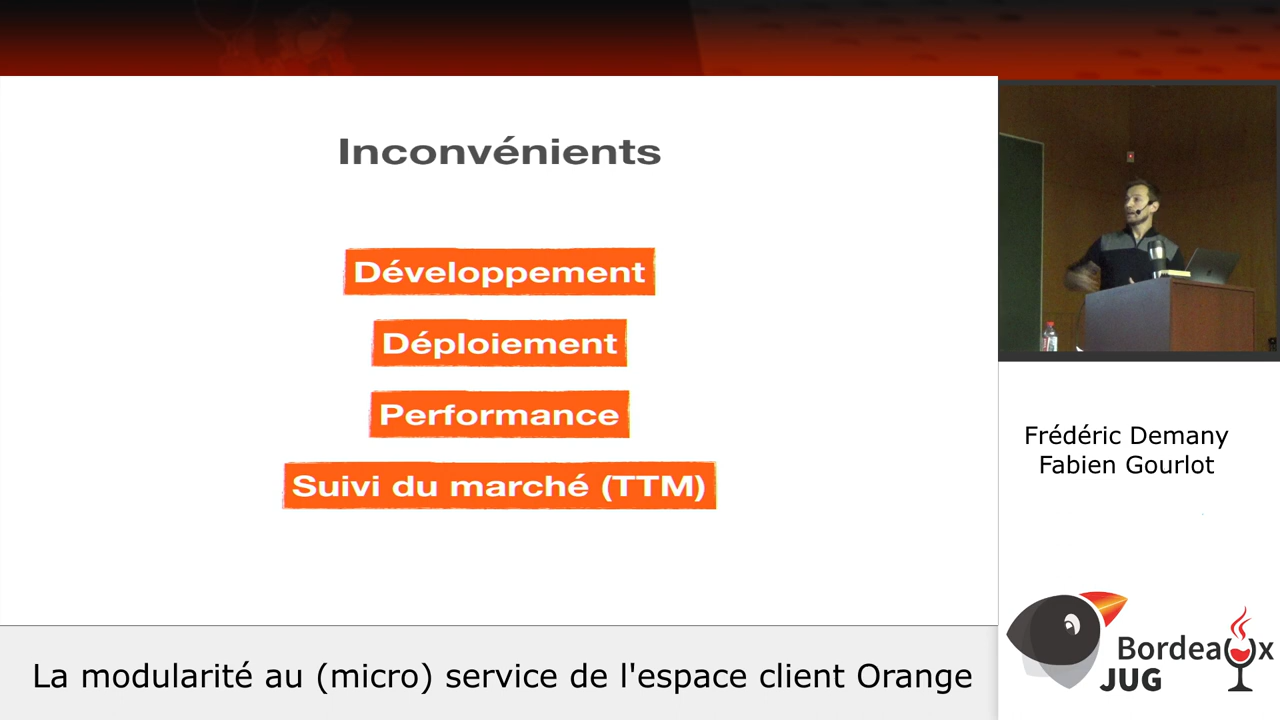 Inconvénients
Développement
Déploiement
Performance
Suivi du marché (TTM)
Frédéric Demany
Fabien Gourlot
Bordeaux
JUG
La modularité au (micro) service de l'espace client Orange